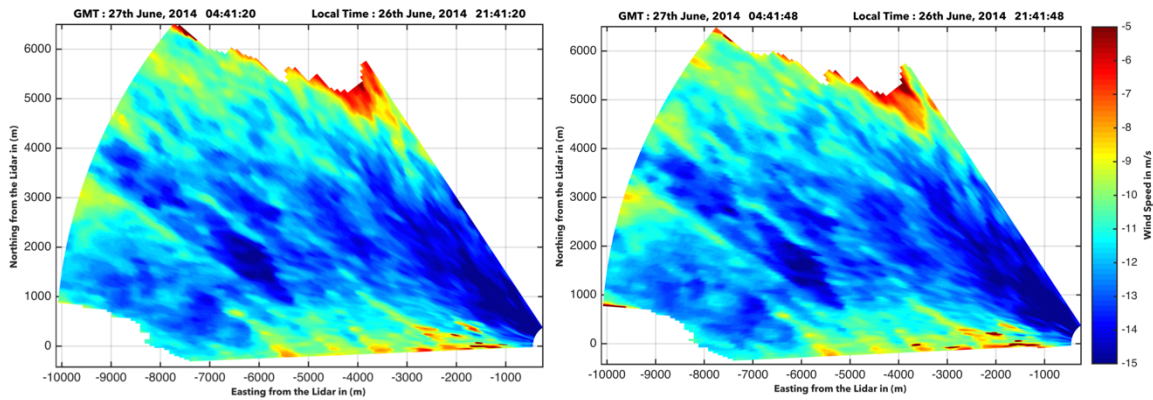 GMT : 27th June, 2014 04:41:20 Local Time : 26th June, 2014 21:41:20
6000
5000
4000
3000
2000
1000
0
Northing from the Lidar in (m)
-10000 -9000 -8000 -7000 -6000 -5000 -4000 -3000 -2000 -1000
Easting from the Lidar in (m)
GMT : 27th June, 2014 04:41:48 Local Time : 26th June, 2014 21:41:48
6000
5000
4000
3000
2000
1000
0
Northing from the Lidar in (m)
-10000 -9000 -8000 -7000 -6000 -5000 -4000 -3000 -2000 -1000
Easting from the Lidar in (m)
-5
-6
-7
-8
-9
-10
-11
-12
-13
-14
-15
Wind Speed in m/s